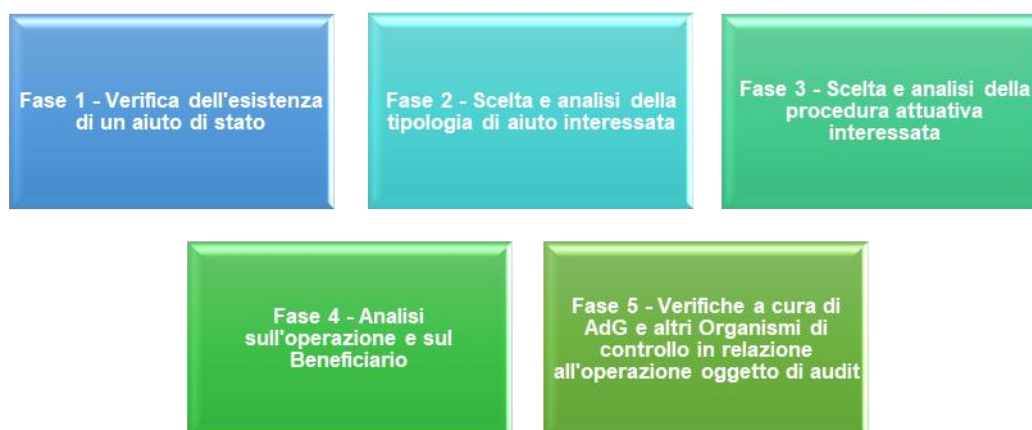 Fase 1 - Verifica dell'esistenza
di un aiuto di stato
Fase 2 - Scelta e analisi della
tipologia di aiuto interessata
Fase 3 - Scelta e analisi della
procedura attuativa
interessata
Fase 4 - Analisi
sull'operazione e sul
Beneficiario
Fase 5 - Verifiche a cura di
AdG e altri Organismi di
controllo in relazione
all'operazione oggetto di audit